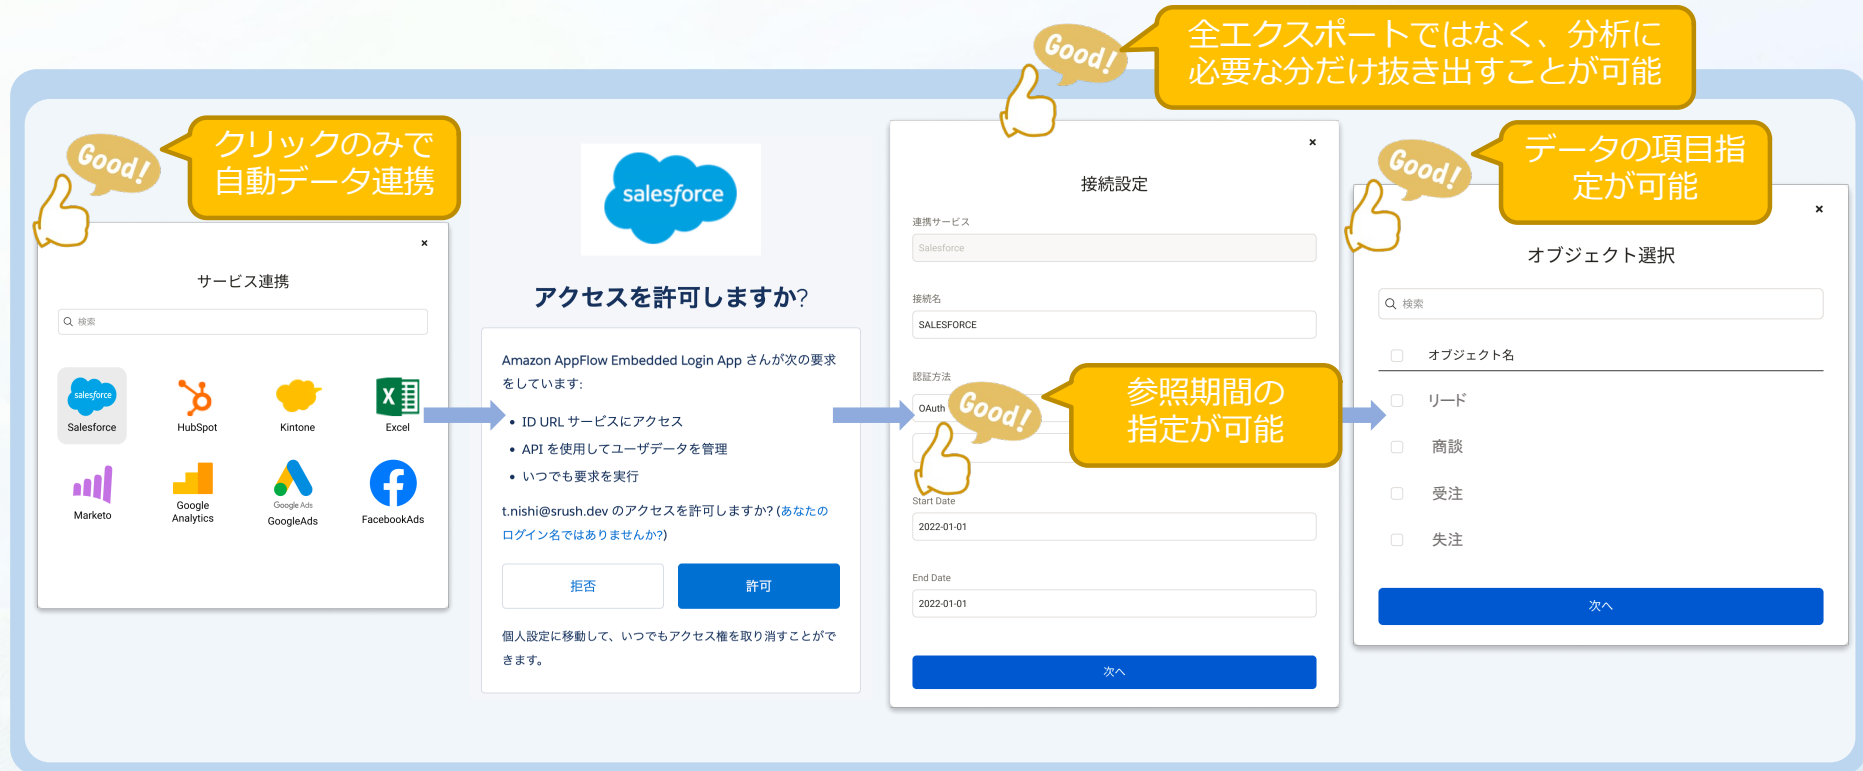 Good!
全エクスポートではなく、分析に
必要な分だけ抜き出すことが可能
Good!
クリックのみで
自動データ連携
×
サービス連携
検索
salesforce
Salesforce
HubSpot
Kintone
X
Excel
Marketo
Google
Analytics
Google Ads
GoogleAds
FacebookAds
salesforce
アクセスを許可しますか?
Amazon AppFlow Embedded Login App さんが次の要求
をしています:
• ID URL サービスにアクセス
• API を使用してユーザデータを管理
• いつでも要求を実行
t.nishi@srush.dev のアクセスを許可しますか? (あなたの
ログイン名ではありませんか?)
拒否
許可
個人設定に移動して、いつでもアクセス権を取り消すことがで
きます。
×
接続設定
連携サービス
Salesforce
接続名
SALESFORCE
認証方法
OAuth
Good!
参照期間の
指定が可能
Start Date
2022-01-01
End Date
2022-01-01
次へ
Good!
データの項目指
定が可能
×
オブジェクト選択
検索
オブジェクト名
リード
商談
受注
失注
次へ